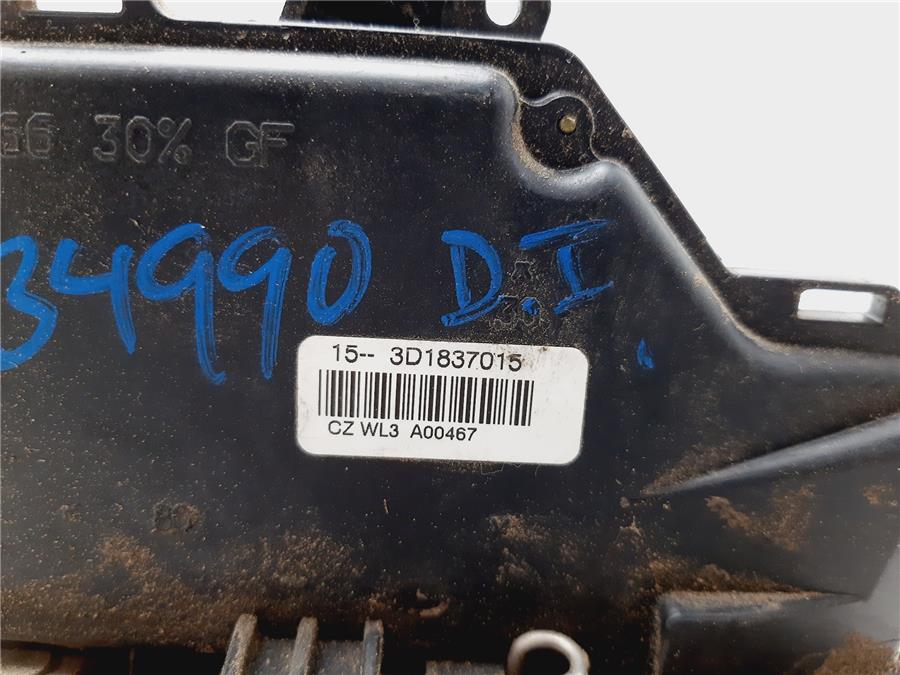 66 30% GF
34990 D.I
15-- 3D1837015
CZ WL3 A00467